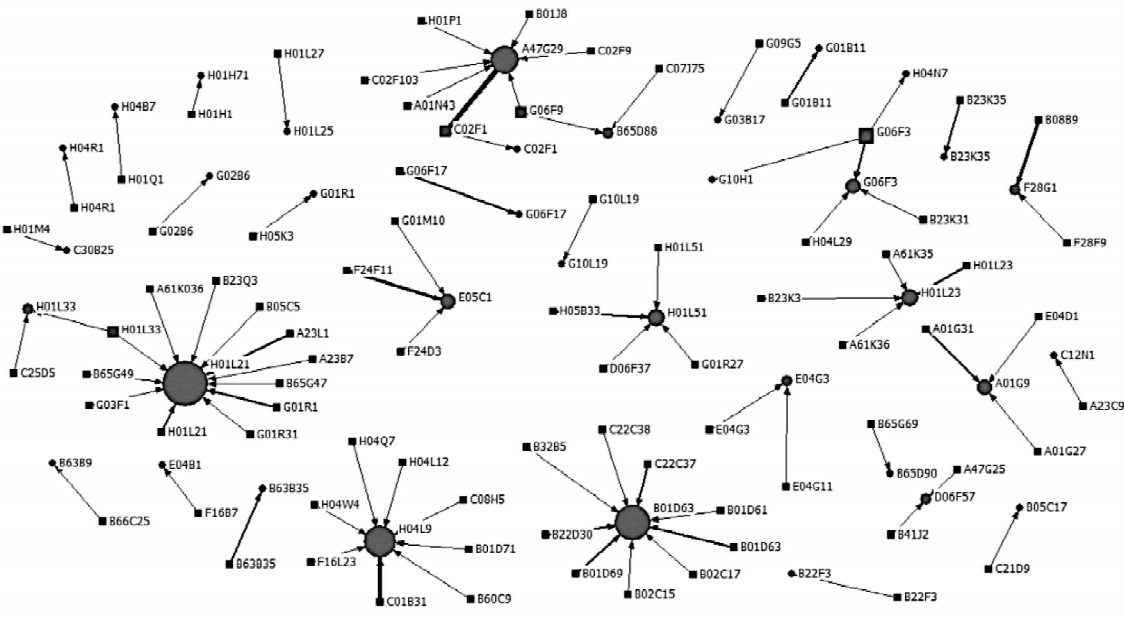 H01P1
B01J8
A47G29
C02F9
G09G5
G01B11
H01L27
H01H71
C02F103
C07J75
H04N7
H04B7
A01N43
G06F9
G01B11
B23K35
H01H1
H01L25
C02F1
B65D88
G03B17
G06F3
B08B9
H04R1
C02F1
B23K35
H01Q1
G02B6
G06F17
G10H1
G06F3
F28G1
H04R1
G01R1
G10L19
G06F17
G01M10
B23K31
H01M4
G02B6
H05K3
H04L29
F28F9
C30B25
H01L51
A61K35
G10L19
H01L23
F24F11
B23Q3
A61K036
E05C1
B23K3
H01L23
H01L33
B05C5
H05B33
H01L51
E04D1
H01L33
A23L1
A01G31
F24D3
A61K36
C12N1
H01L21
A23B7
D06F37
G01R27
C25D5
B65G49
B65G47
E04G3
A01G9
G03F1
G01R1
A23C9
H01L21
G01R31
E04G3
B65G69
H04Q7
C22C38
B32B5
A01G27
B63B9
E04B1
H04L12
C22C37
B65D90
A47G25
B63B35
E04G11
C08H5
D06F57
H04W4
B01D63
B01D61
B05C17
B66C25
F16B7
H04L9
B22D30
B41J2
B01D71
B01D63
F16L23
B63B35
B01D69
B02C17
B22F3
C21D9
C01B31
B60C9
B02C15
B22F3